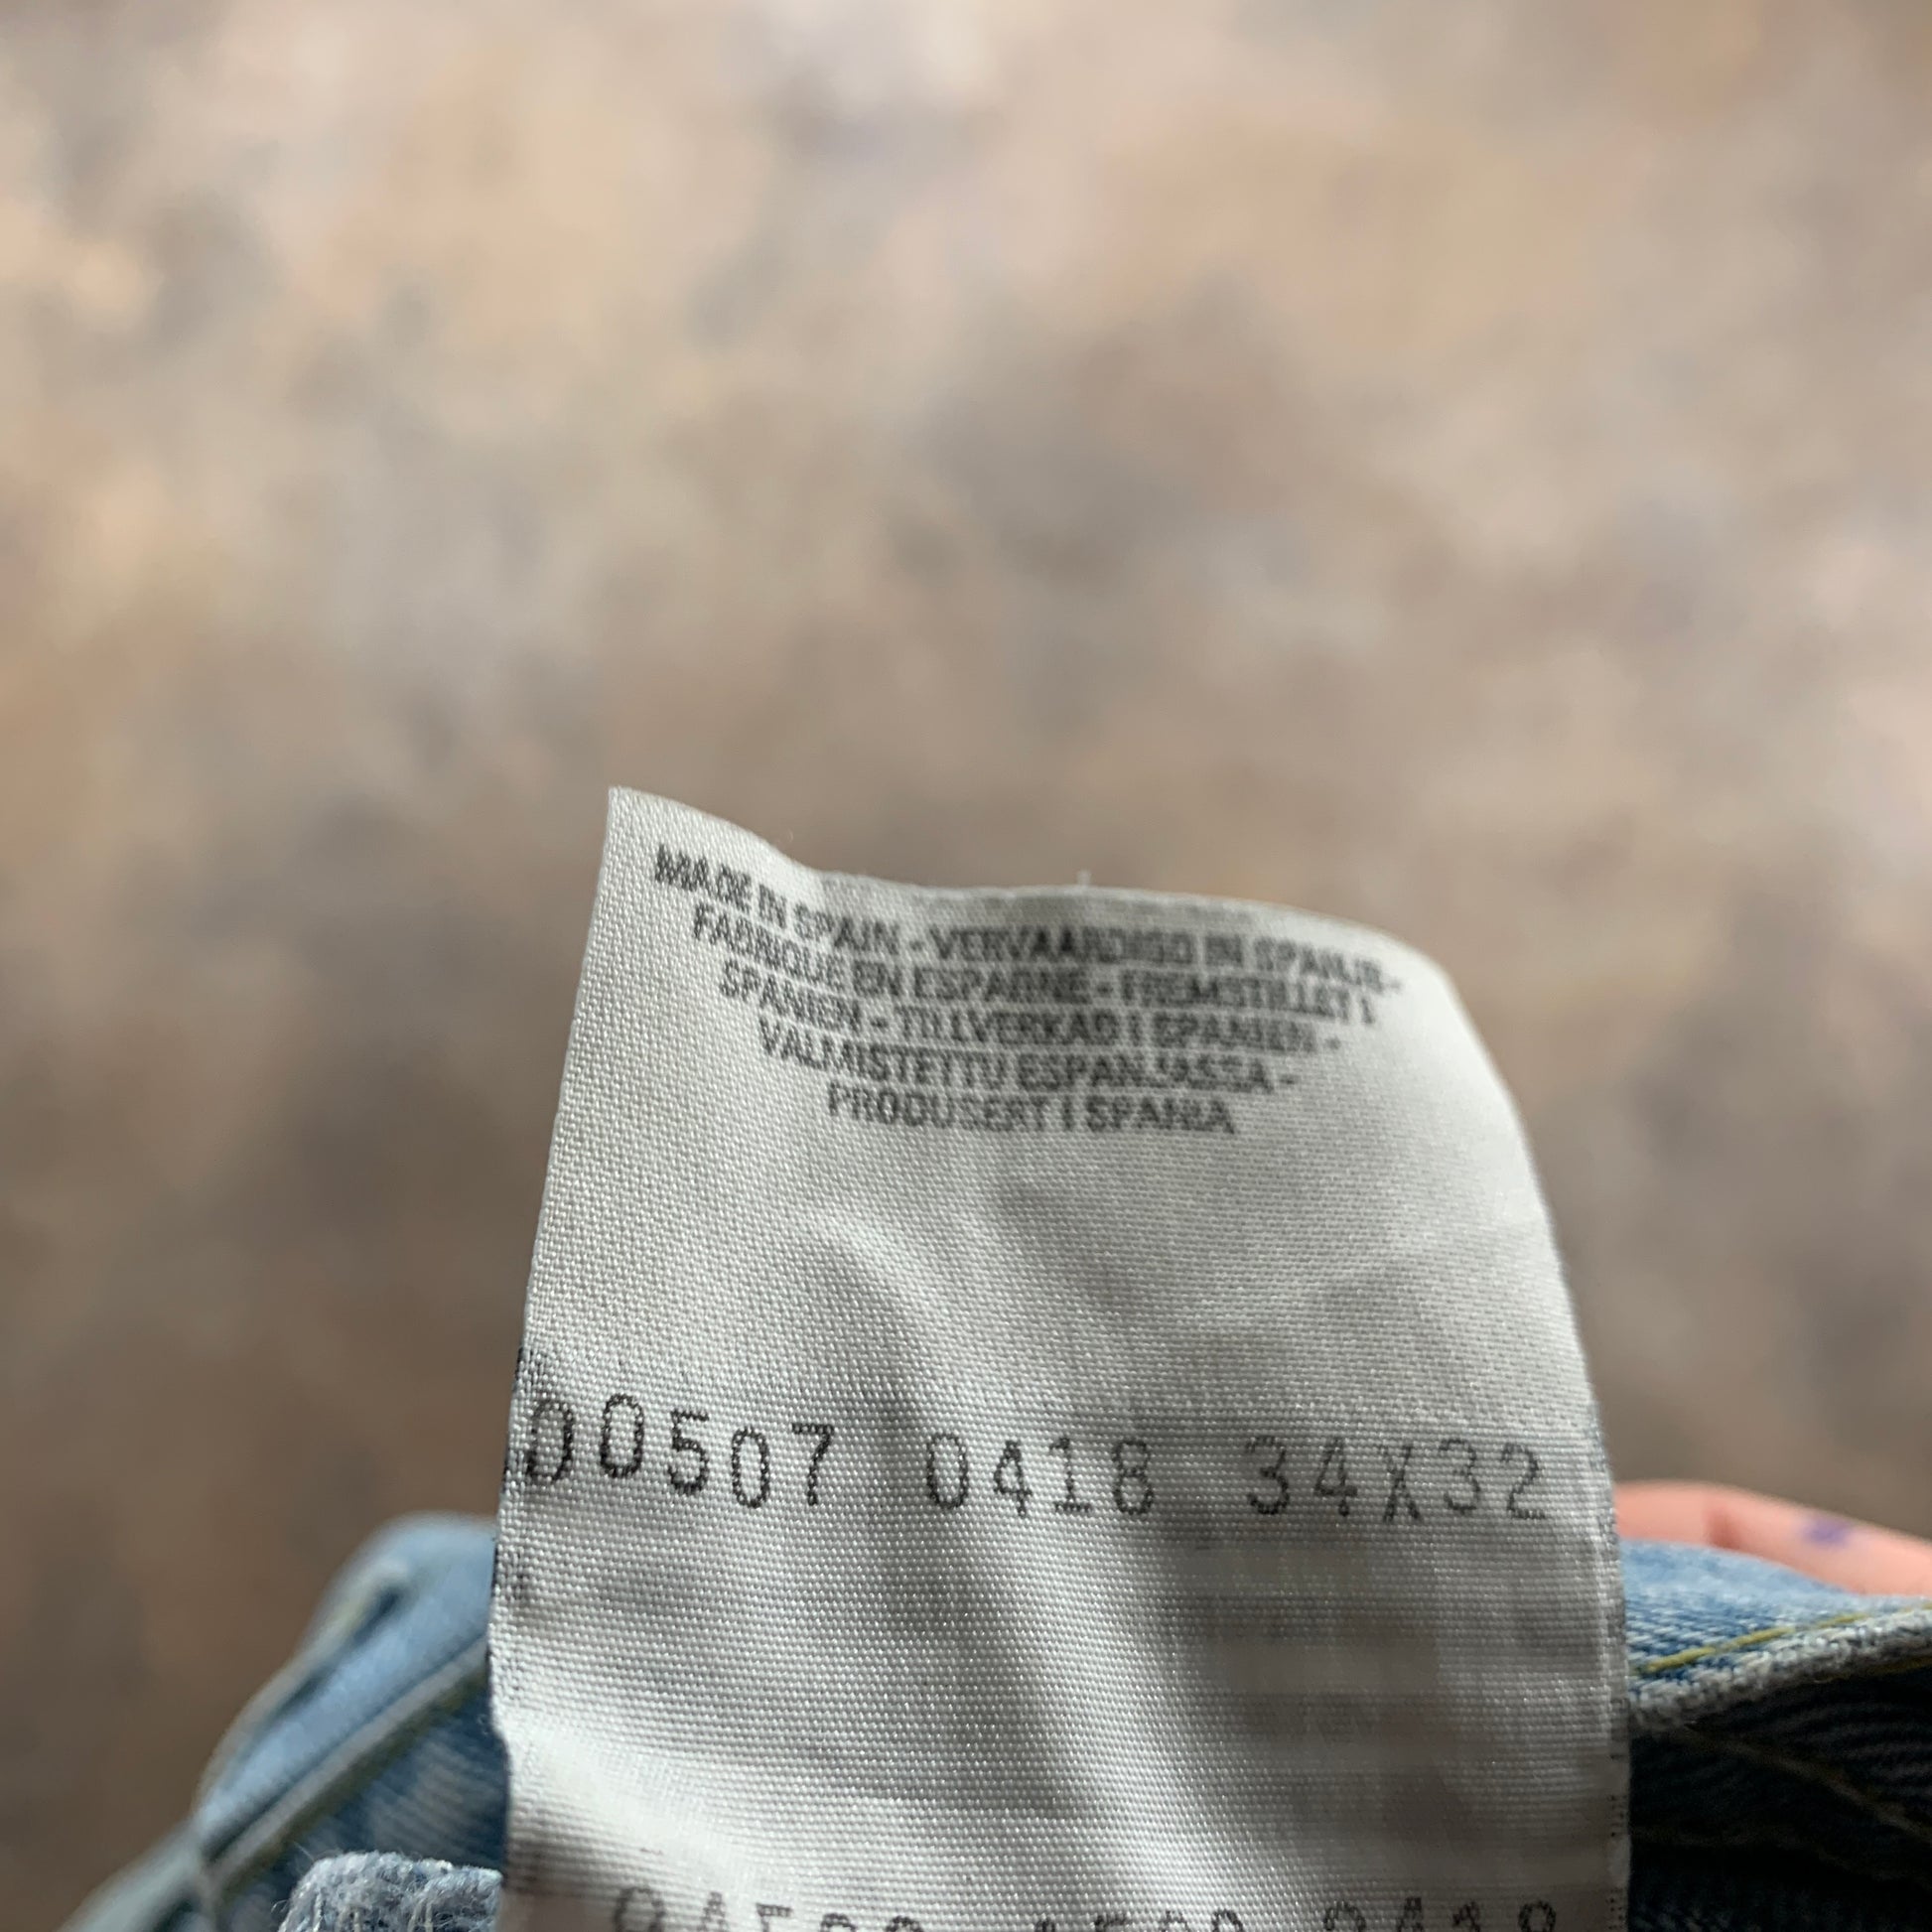 MADE IN SPAIN - VERVAARDIGD IN SPANJE -
FABRIQUE EN ESPAGNE - FREMSTILLET I
SPANIEN - TILLVERKAD I SPANIEN -
VALMISTETTU ESPANJASSA -
PRODUSERT I SPANIA
00507 0418 34X32